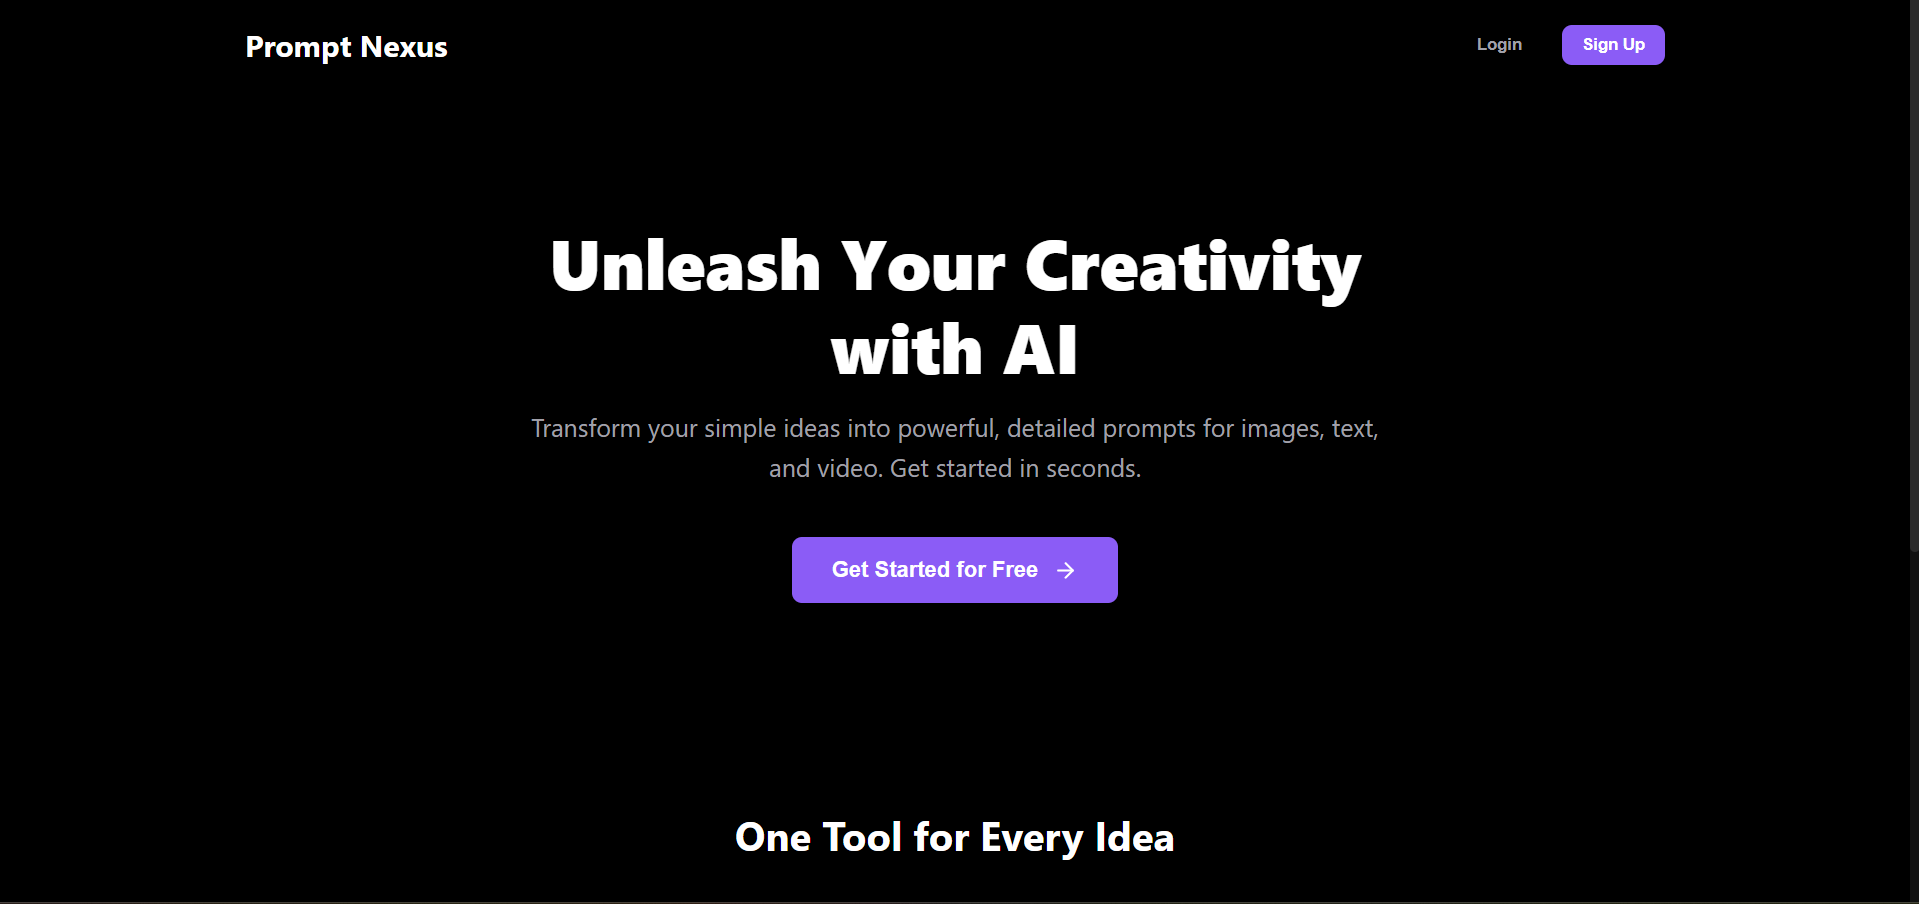 Prompt Nexus
Login
Sign Up
Unleash Your Creativity
with AI
Transform your simple ideas into powerful, detailed prompts for images, text,
and video. Get started in seconds.
Get Started for Free
One Tool for Every Idea